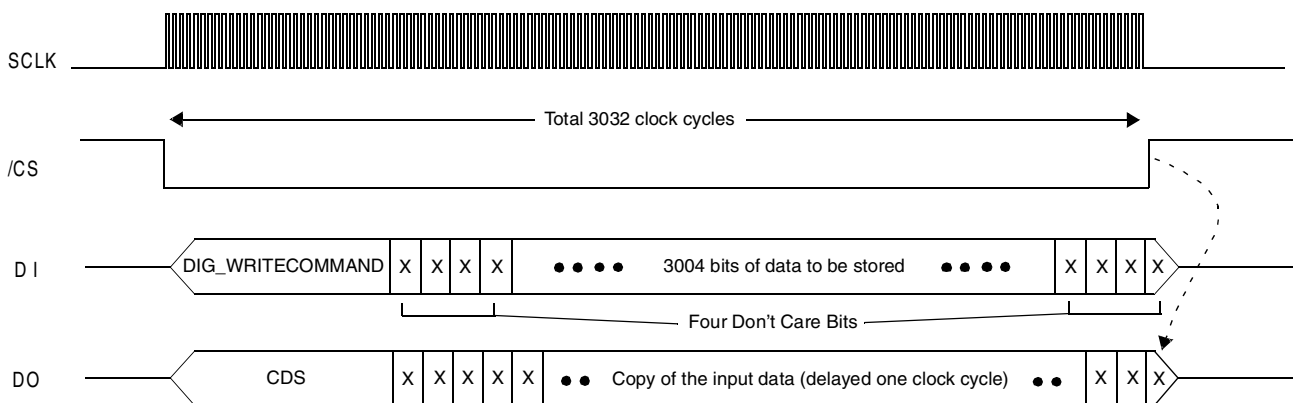 SCLK
Total 3032 clock cycles
/CS
DI DIG_WRITECOMMAND X X X X 3004 bits of data to be stored X X X X
Four Don't Care Bits
DO CDS X X X X X Copy of the input data (delayed one clock cycle) X X X